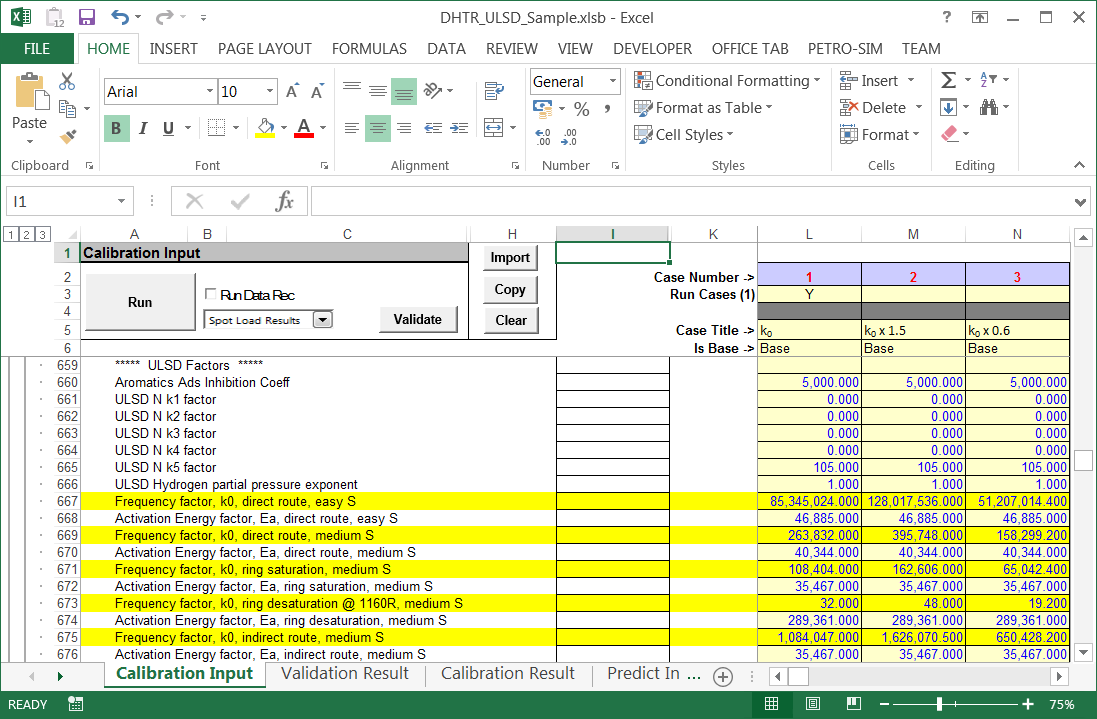 DHTR_ULSD_Sample.xlsb - Excel
FILE HOME INSERT PAGE LAYOUT FORMULAS DATA REVIEW VIEW DEVELOPER OFFICE TAB PETRO-SIM TEAM
Arial 10 General Conditional Formatting Insert
Paste Format as Table Delete
B I U Cell Styles Format
Clipboard Font Alignment Number Styles Cells Editing
I1 fx
1 2 3 A B C H I K L M N
1 Calibration Input Import
2 Case Number -> 1 2 3
Run Run Data Rec Copy
3 Run Cases (1) Y
4 Spot Load Results Validate Clear
5 Case Title -> k0 k0 x 1.5 k0 x 0.6
6 Is Base -> Base Base Base
659 ***** ULSD Factors *****
660 Aromatics Ads Inhibition Coeff 5,000.000 5,000.000 5,000.000
661 ULSD N k1 factor 0.000 0.000 0.000
662 ULSD N k2 factor 0.000 0.000 0.000
663 ULSD N k3 factor 0.000 0.000 0.000
664 ULSD N k4 factor 0.000 0.000 0.000
665 ULSD N k5 factor 105.000 105.000 105.000
666 ULSD Hydrogen partial pressure exponent 1.000 1.000 1.000
667 Frequency factor, k0, direct route, easy S 85,345,024.000 128,017,536.000 51,207,014.400
668 Activation Energy factor, Ea, direct route, easy S 46,885.000 46,885.000 46,885.000
669 Frequency factor, k0, direct route, medium S 263,832.000 395,748.000 158,299.200
670 Activation Energy factor, Ea, direct route, medium S 40,344.000 40,344.000 40,344.000
671 Frequency factor, k0, ring saturation, medium S 108,404.000 162,606.000 65,042.400
672 Activation Energy factor, Ea, ring saturation, medium S 35,467.000 35,467.000 35,467.000
673 Frequency factor, k0, ring desaturation @ 1160R, medium S 32.000 48.000 19.200
674 Activation Energy factor, Ea, ring desaturation, medium S 289,361.000 289,361.000 289,361.000
675 Frequency factor, k0, indirect route, medium S 1,084,047.000 1,626,070.500 650,428.200
676 Activation Energy factor, Ea, indirect route, medium S 35,467.000 35,467.000 35,467.000
Calibration Input Validation Result Calibration Result Predict In ...
READY 75%